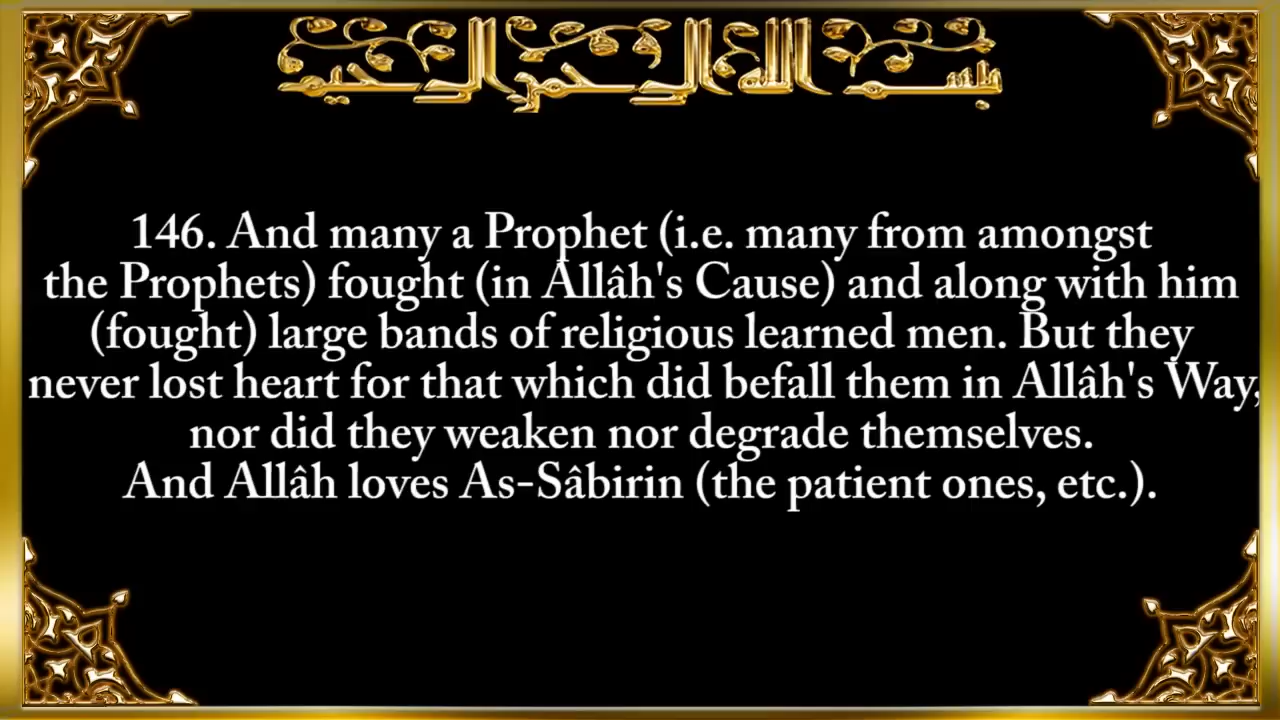 بسم الله الرحمن الرحيم
146. And many a Prophet (i.e. many from amongst
the Prophets) fought (in Allâh's Cause) and along with him
(fought) large bands of religious learned men. But they
never lost heart for that which did befall them in Allâh's Way,
nor did they weaken nor degrade themselves.
And Allâh loves As-Sâbirin (the patient ones, etc.).